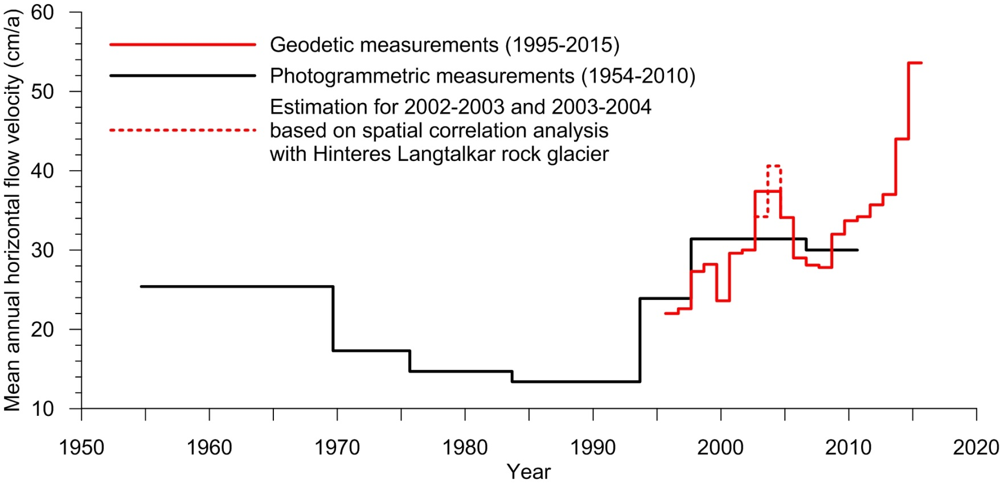 Mean annual horizontal flow velocity (cm/a)
60
50
40
30
20
10
Geodetic measurements (1995-2015)
Photogrammetric measurements (1954-2010)
Estimation for 2002-2003 and 2003-2004
based on spatial correlation analysis
with Hinteres Langtalkar rock glacier
1950 1960 1970 1980 1990 2000 2010 2020
Year